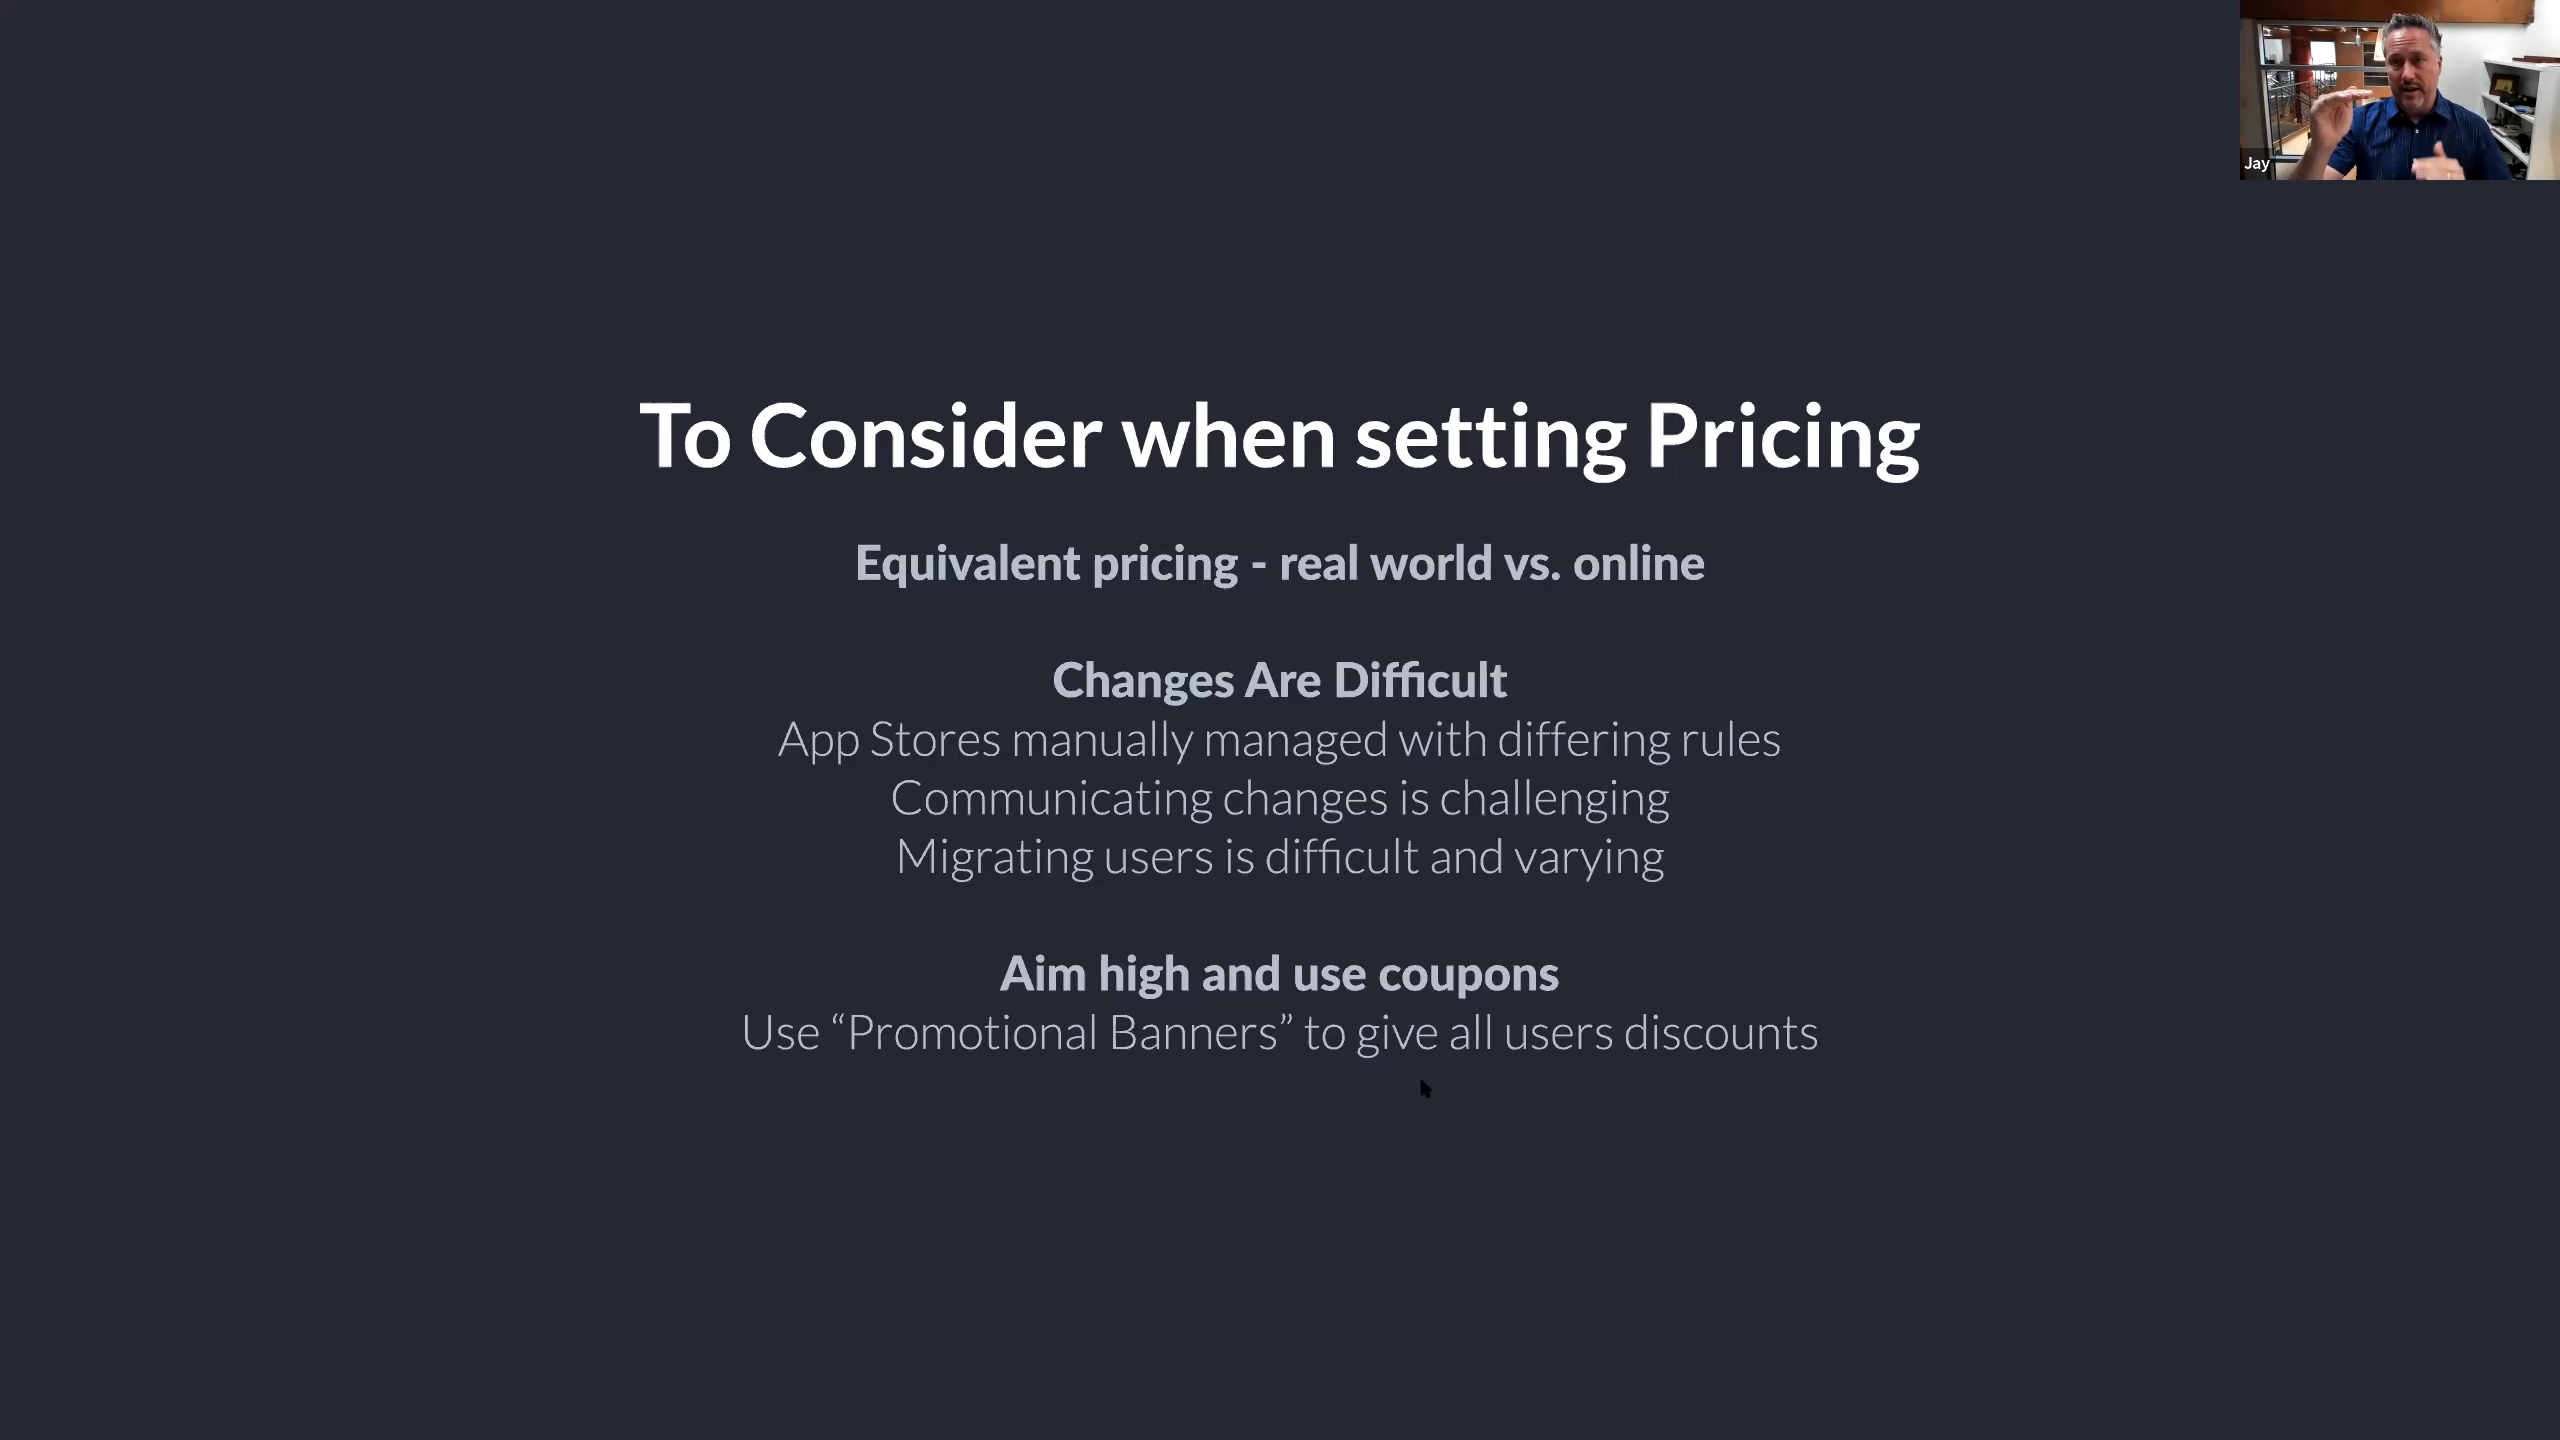 Jay
To Consider when setting Pricing
Equivalent pricing - real world vs. online
Changes Are Difficult
App Stores manually managed with differing rules
Communicating changes is challenging
Migrating users is difficult and varying
Aim high and use coupons
Use “Promotional Banners” to give all users discounts